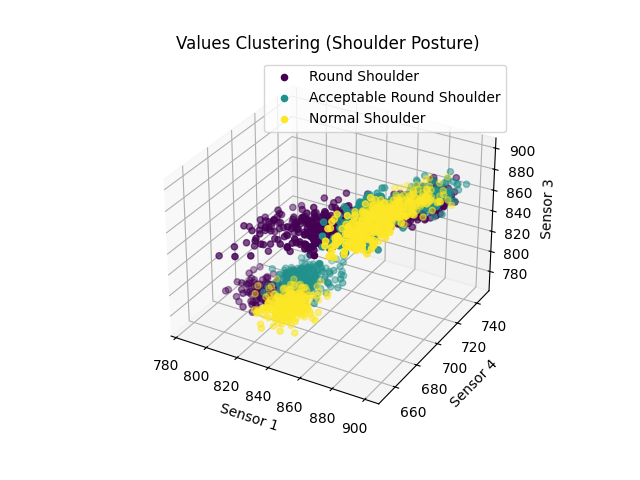 Values Clustering (Shoulder Posture)
Round Shoulder
Acceptable Round Shoulder
Normal Shoulder
900
880
860
840
820
800
780
Sensor 3
740
720
700
680
660
Sensor 4
780
800
820
840
860
880
900
Sensor 1